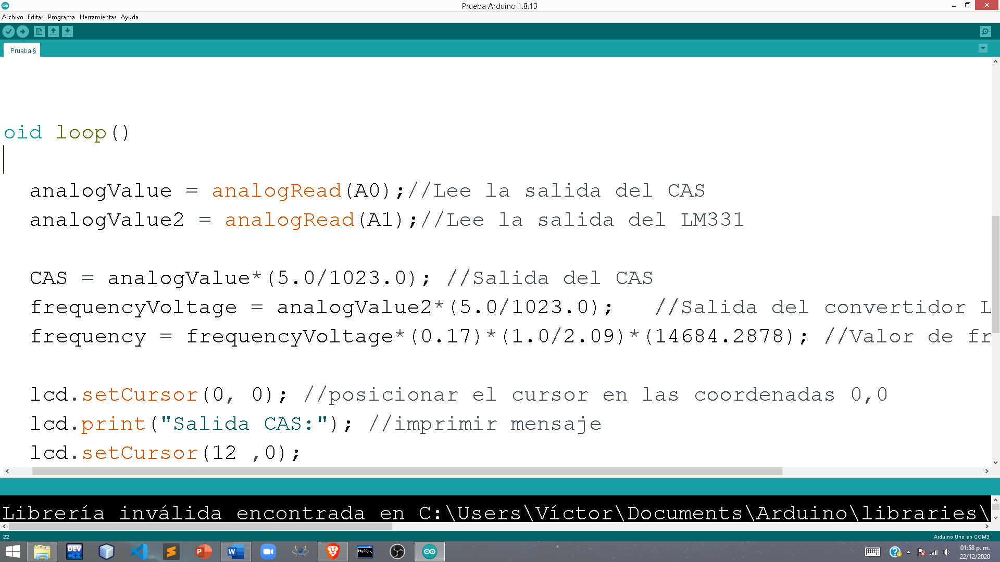 Prueba Arduino 1.8.13
Archivo Editar Programa Herramientas Ayuda
Prueba §
oid loop()
analogValue = analogRead(A0);//Lee la salida del CAS
analogValue2 = analogRead(A1);//Lee la salida del LM331
CAS = analogValue*(5.0/1023.0); //Salida del CAS
frequencyVoltage = analogValue2*(5.0/1023.0);   //Salida del convertidor L
frequency = frequencyVoltage*(0.17)*(1.0/2.09)*(14684.2878); //Valor de fr
lcd.setCursor(0, 0); //posicionar el cursor en las coordenadas 0,0
lcd.print("Salida CAS:"); //imprimir mensaje
lcd.setCursor(12 ,0);
Librería inválida encontrada en C:\Users\Víctor\Documents\Arduino\libraries\
22
Arduino Uno en COM3
DEV C++
P
W
MySQL>
01:58 p. m.
22/12/2020